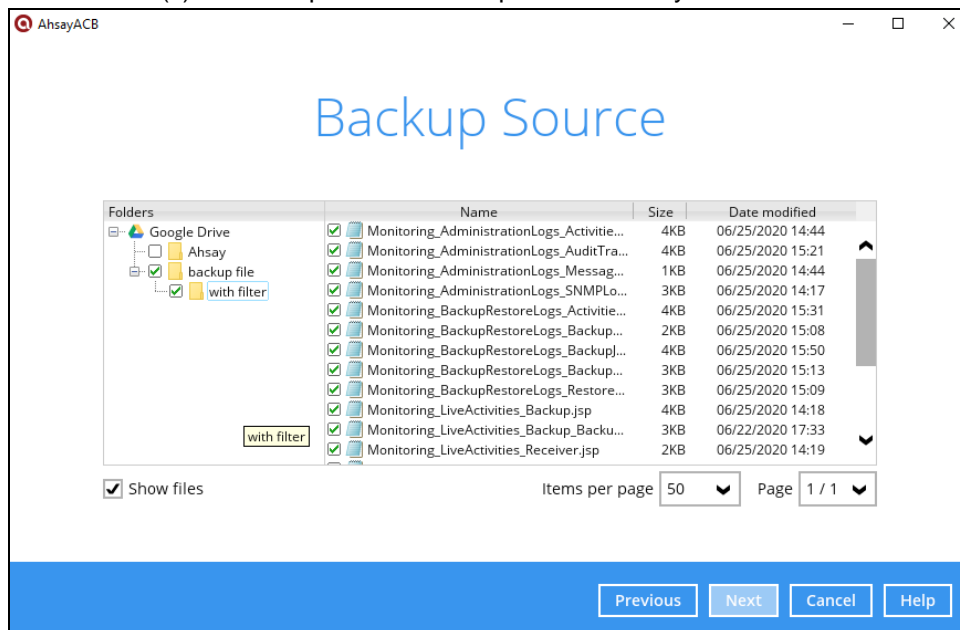 (s)
AhsayACB
Backup Source
Folders Name Size Date modified
Google Drive
Ahsay
backup file
with filter
Monitoring_AdministrationLogs_Activitie... 4KB 06/25/2020 14:44
Monitoring_AdministrationLogs_AuditTra... 4KB 06/25/2020 15:21
Monitoring_AdministrationLogs_Messag... 1KB 06/25/2020 14:44
Monitoring_AdministrationLogs_SNMPLo... 3KB 06/25/2020 14:17
Monitoring_BackupRestoreLogs_Activitie... 4KB 06/25/2020 15:31
Monitoring_BackupRestoreLogs_Backup... 2KB 06/25/2020 15:08
Monitoring_BackupRestoreLogs_BackupJ... 4KB 06/25/2020 15:50
Monitoring_BackupRestoreLogs_Backup... 3KB 06/25/2020 15:13
Monitoring_BackupRestoreLogs_Restore... 3KB 06/25/2020 15:09
Monitoring_LiveActivities_Backup.jsp 4KB 06/25/2020 14:18
Monitoring_LiveActivities_Backup_Backu... 3KB 06/22/2020 17:33
Monitoring_LiveActivities_Receiver.jsp 2KB 06/25/2020 14:19
with filter
Show files Items per page 50 Page 1 / 1
Previous Next Cancel Help